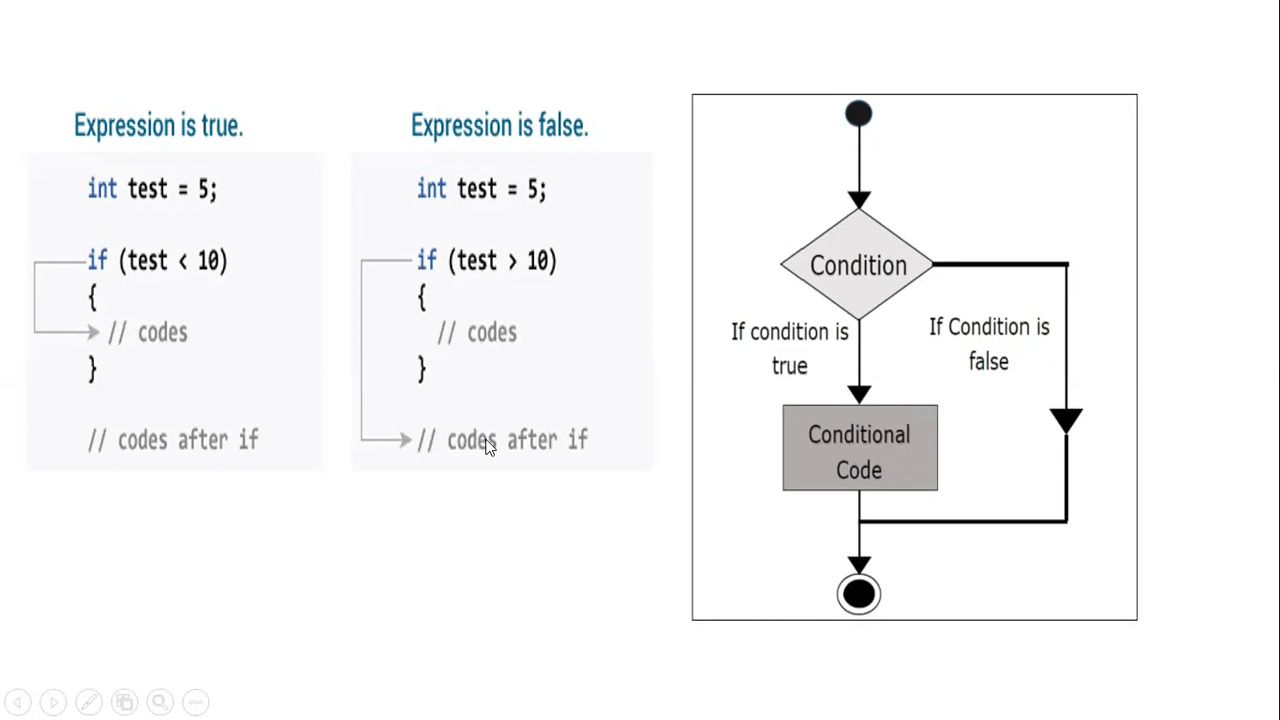 Expression is true.
int test = 5;
if (test < 10)
{
// codes
}
// codes after if
Expression is false.
int test = 5;
if (test > 10)
{
// codes
}
// codes after if
Condition
If condition is
true
If Condition is
false
Conditional
Code